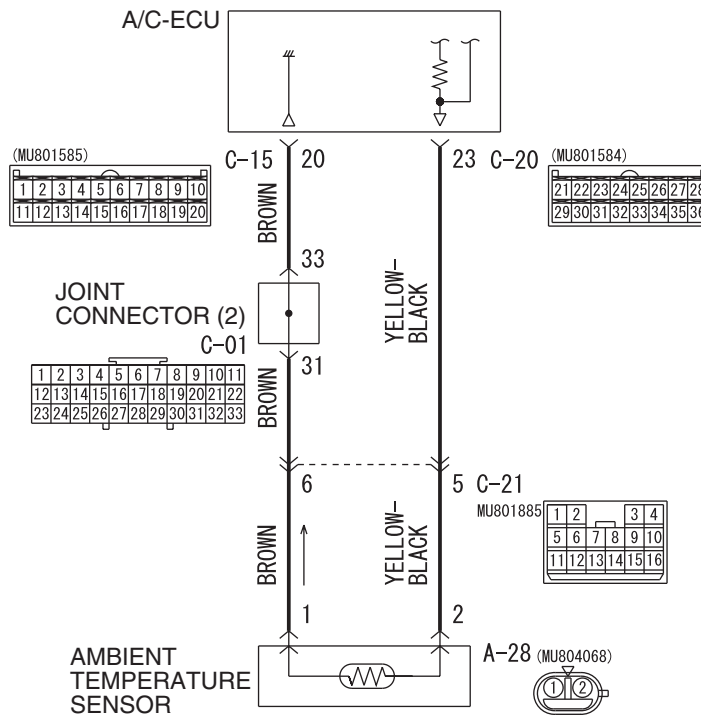 A/C-ECU
(MU801585)
C-15 20
23 C-20 (MU801584)
1 2 3 4 5 6 7 8 9 10
11 12 13 14 15 16 17 18 19 20
21 22 23 24 25 26 27 28
29 30 31 32 33 34 35 36
BROWN
YELLOW-
BLACK
33
JOINT
CONNECTOR (2)
C-01
31
1 2 3 4 5 6 7 8 9 10 11
12 13 14 15 16 17 18 19 20 21 22
23 24 25 26 27 28 29 30 31 32 33
BROWN
6
5 C-21
MU801885
1 2 3 4
5 6 7 8 9 10
11 12 13 14 15 16
BROWN
YELLOW-
BLACK
1
2
AMBIENT
TEMPERATURE
SENSOR
A-28 (MU804068)
1 2